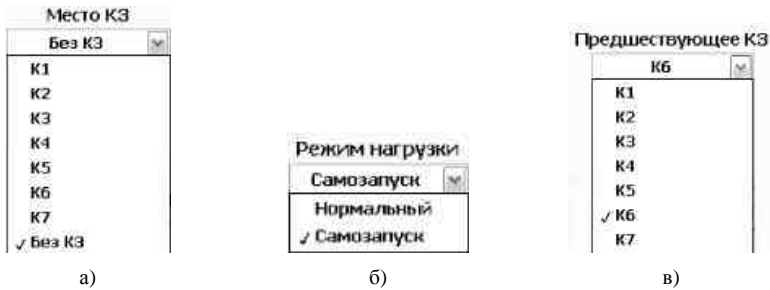 Место КЗ
Без КЗ
К1
К2
К3
К4
К5
К6
К7
✓ Без КЗ
а)
Режим нагрузки
Самозапуск
Нормальный
✓ Самозапуск
б)
Предшествующее КЗ
К6
К1
К2
К3
К4
К5
✓ К6
К7
в)